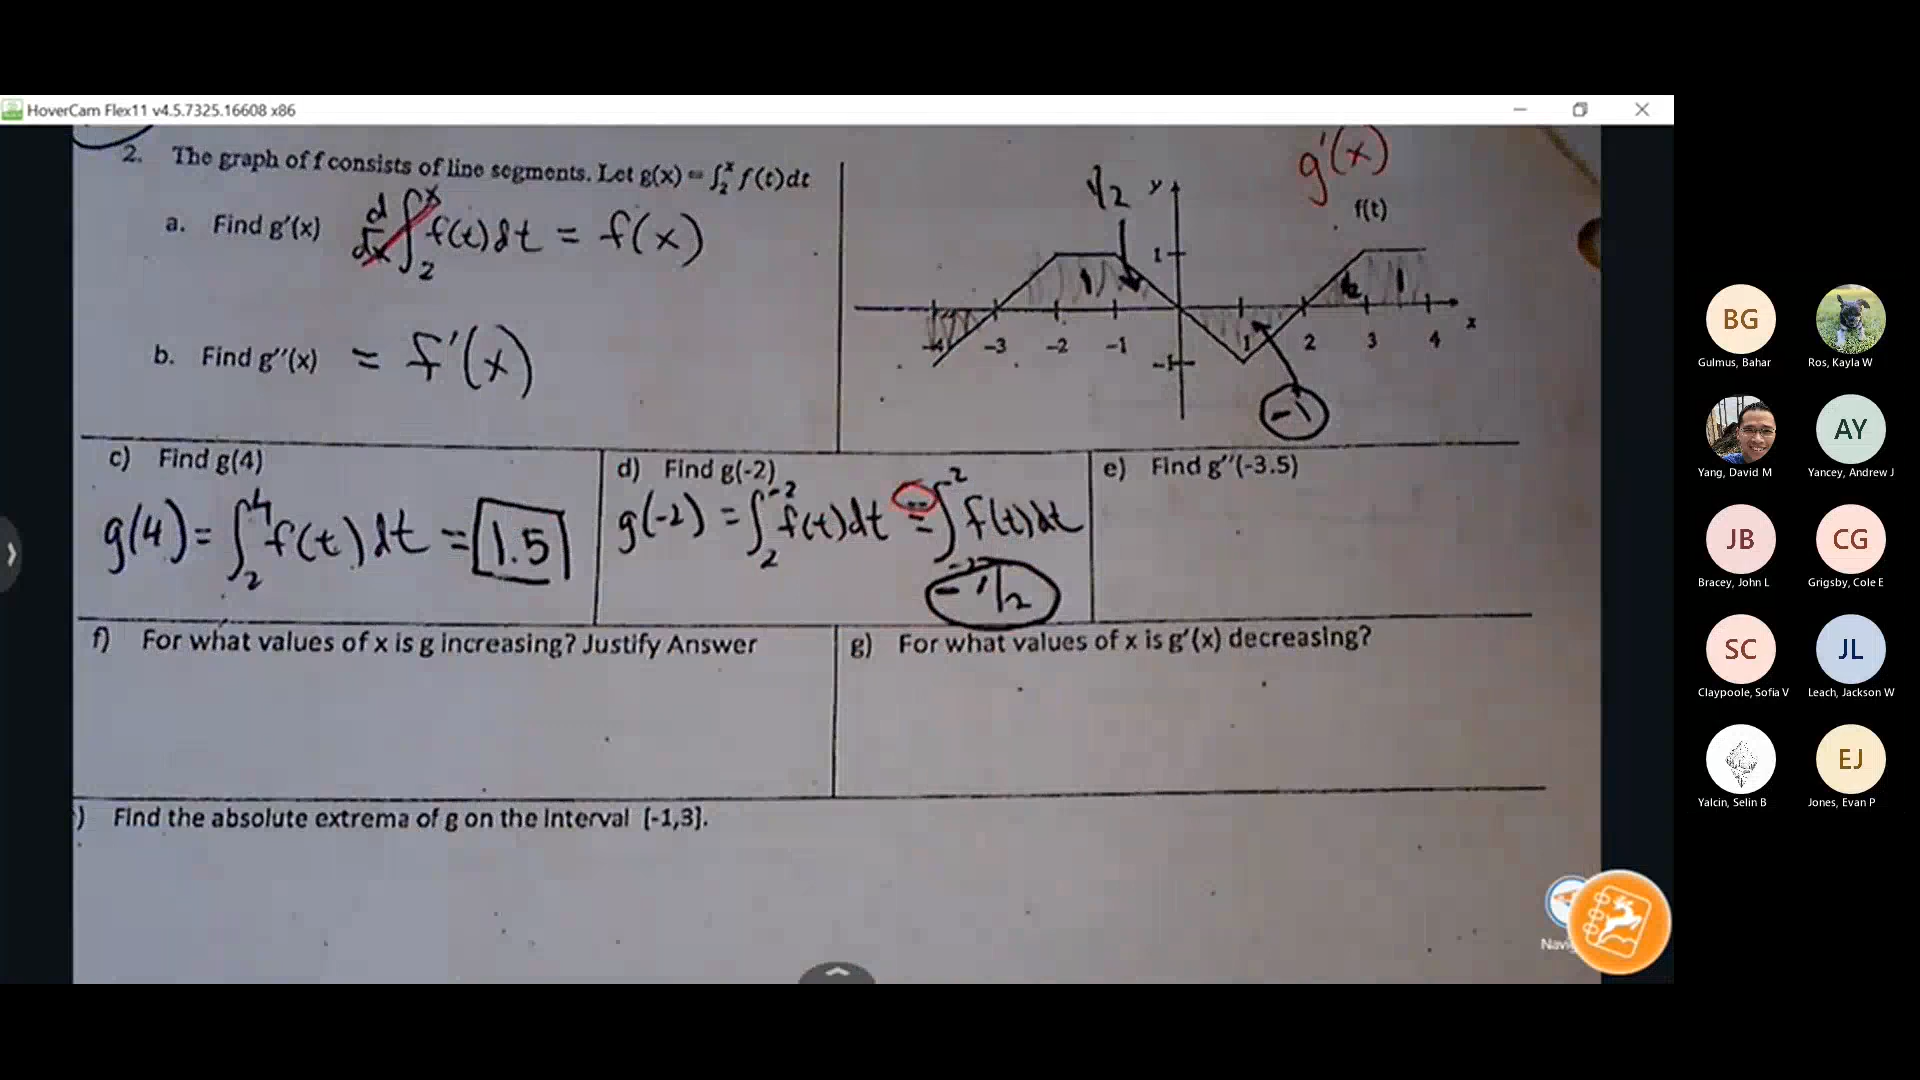 HoverCam Flex11 v4.5.7325.16608 x86
2. The graph of f consists of line segments. Let g(x) = ∫₂ˣ f(t)dt
a. Find g'(x) d/dx ∫₂ˣ f(t)dt = f(x)
b. Find g''(x) = f'(x)
g'(x)
f(t)
1/2
y
1
1
1/2
1
-4 -3 -2 -1 1 2 3 4 x
-1
-1
c) Find g(4)
g(4) = ∫₂⁴ f(t)dt = 1.5
d) Find g(-2)
g(-2) = ∫₂⁻² f(t)dt = -∫₋₂² f(t)dt
-1/2
e) Find g''(-3.5)
f) For what values of x is g increasing? Justify Answer
g) For what values of x is g'(x) decreasing?
) Find the absolute extrema of g on the interval [-1,3].
BG
Gulmus, Bahar
Ros, Kayla W
Yang, David M
AY
Yancey, Andrew J
JB
Bracey, John L
CG
Grigsby, Cole E
SC
Claypoole, Sofia V
JL
Leach, Jackson W
Yalcin, Selin B
EJ
Jones, Evan P